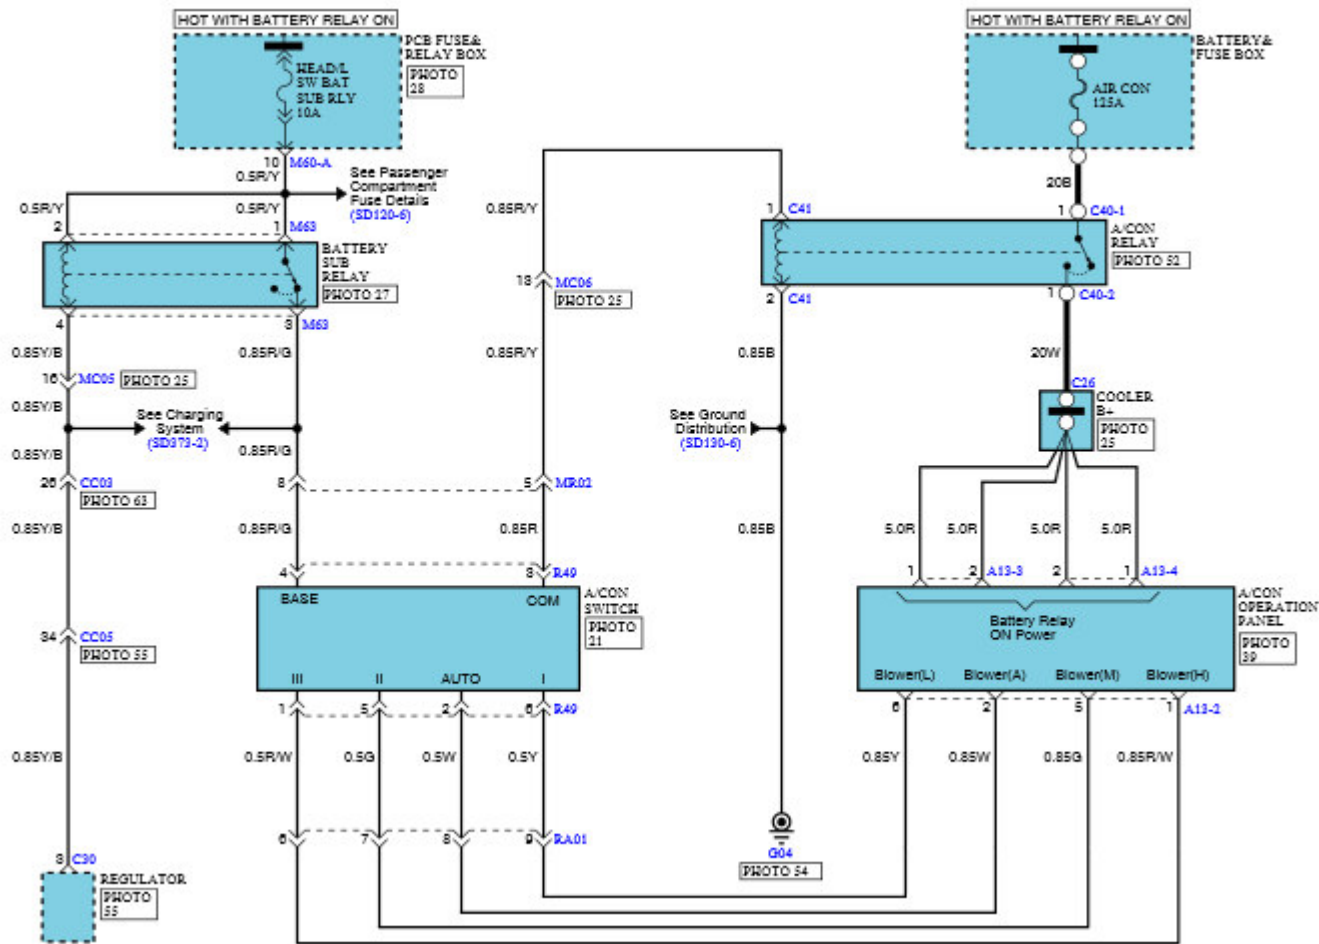 HOT WITH BATTERY RELAY ON
HOT WITH BATTERY RELAY ON
PCB FUSE&
RELAY BOX
PHOTO
28
HEAD/L
SW BAT
SUB RLY
10A
BATTERY&
FUSE BOX
AIR CON
125A
10 M60-A
0.5R/Y
See Passenger
Compartment
Fuse Details
(SD120-6)
0.5R/Y
0.5R/Y
0.85R/Y
20B
2
1 M63
1 C41
1 C40-1
BATTERY
SUB
RELAY
PHOTO 27
A/CON
RELAY
PHOTO 52
13 MC06
PHOTO 25
2 C41
1 C40-2
4
3 M63
0.85Y/B
0.85R/G
0.85R/Y
0.85B
20W
16 MC05 PHOTO 25
C26
COOLER
B+
PHOTO
25
0.85Y/B
See Charging
System
(SD373-2)
See Ground
Distribution
(SD130-6)
0.85Y/B
0.85R/G
26 CC03
PHOTO 63
8
5 MR02
0.85Y/B
0.85R/G
0.85R
0.85B
5.0R
5.0R
5.0R
5.0R
4
3 R49
1
2 A13-3
2
1 A13-4
BASE
COM
A/CON
SWITCH
PHOTO
21
Battery Relay
ON Power
A/CON
OPERATION
PANEL
PHOTO
39
34 CC05
PHOTO 55
III
II
AUTO
I
Blower(L)
Blower(A)
Blower(M)
Blower(H)
1
5
2
6 R49
6
2
5
1 A13-2
0.85Y/B
0.5R/W
0.5G
0.5W
0.5Y
0.85Y
0.85W
0.85G
0.85R/W
6
7
8
9 RA01
G04
PHOTO 54
3 C30
REGULATOR
PHOTO
55